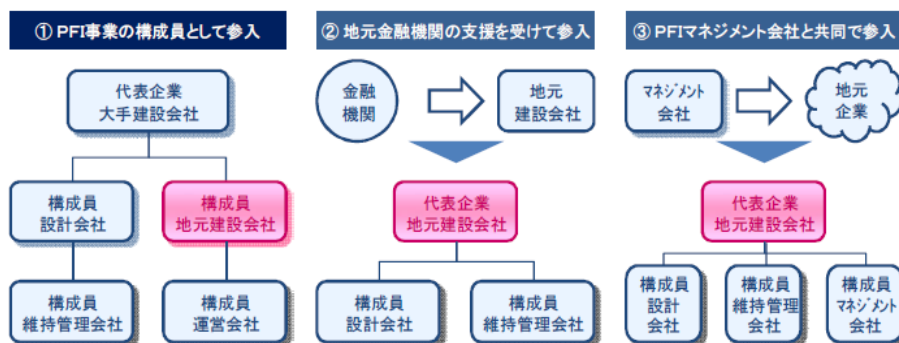 ① PFI事業の構成員として参入
代表企業
大手建設会社
構成員
設計会社
構成員
地元建設会社
構成員
維持管理会社
構成員
運営会社
② 地元金融機関の支援を受けて参入
金融
機関
地元
建設会社
代表企業
地元建設会社
構成員
設計会社
構成員
維持管理会社
③ PFIマネジメント会社と共同で参入
マネジメント
会社
地元
企業
代表企業
地元建設会社
構成員
設計
会社
構成員
維持管理
会社
構成員
マネジメント
会社